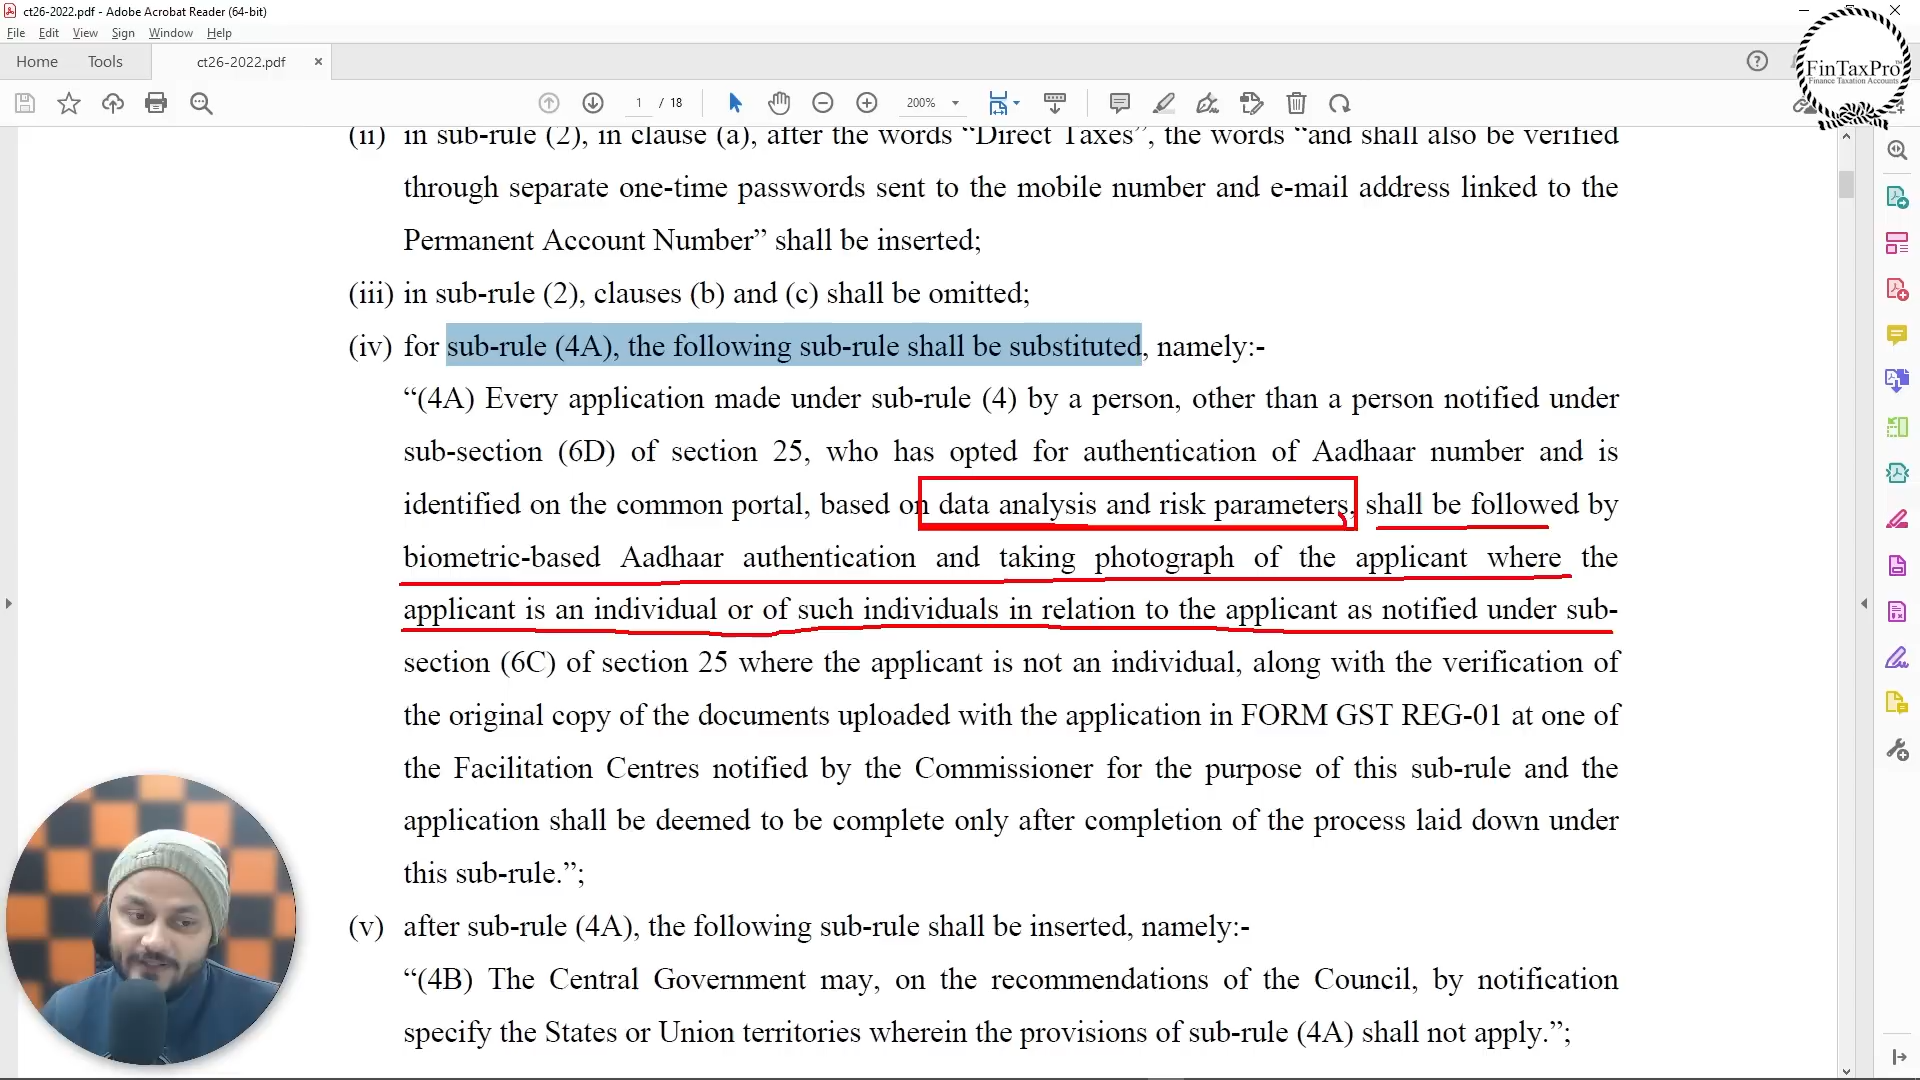 ct26-2022.pdf - Adobe Acrobat Reader (64-bit)
File Edit View Sign Window Help
Home Tools ct26-2022.pdf ×
1 / 18 200%
FinTaxPro™
Finance Taxation Accounts
(ii) in sub-rule (2), in clause (a), after the words “Direct Taxes”, the words “and shall also be verified
through separate one-time passwords sent to the mobile number and e-mail address linked to the
Permanent Account Number” shall be inserted;
(iii) in sub-rule (2), clauses (b) and (c) shall be omitted;
(iv) for sub-rule (4A), the following sub-rule shall be substituted, namely:-
“(4A) Every application made under sub-rule (4) by a person, other than a person notified under
sub-section (6D) of section 25, who has opted for authentication of Aadhaar number and is
identified on the common portal, based on data analysis and risk parameters, shall be followed by
biometric-based Aadhaar authentication and taking photograph of the applicant where the
applicant is an individual or of such individuals in relation to the applicant as notified under sub-
section (6C) of section 25 where the applicant is not an individual, along with the verification of
the original copy of the documents uploaded with the application in FORM GST REG-01 at one of
the Facilitation Centres notified by the Commissioner for the purpose of this sub-rule and the
application shall be deemed to be complete only after completion of the process laid down under
this sub-rule.”;
(v) after sub-rule (4A), the following sub-rule shall be inserted, namely:-
“(4B) The Central Government may, on the recommendations of the Council, by notification
specify the States or Union territories wherein the provisions of sub-rule (4A) shall not apply.”;